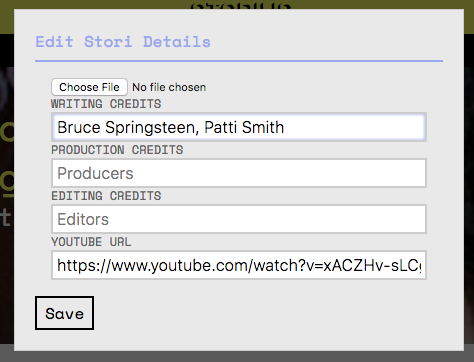 Edit Stori Details
Choose File No file chosen
WRITING CREDITS
Bruce Springsteen, Patti Smith
PRODUCTION CREDITS
Producers
EDITING CREDITS
Editors
YOUTUBE URL
https://www.youtube.com/watch?v=xACZHv-sLC
Save